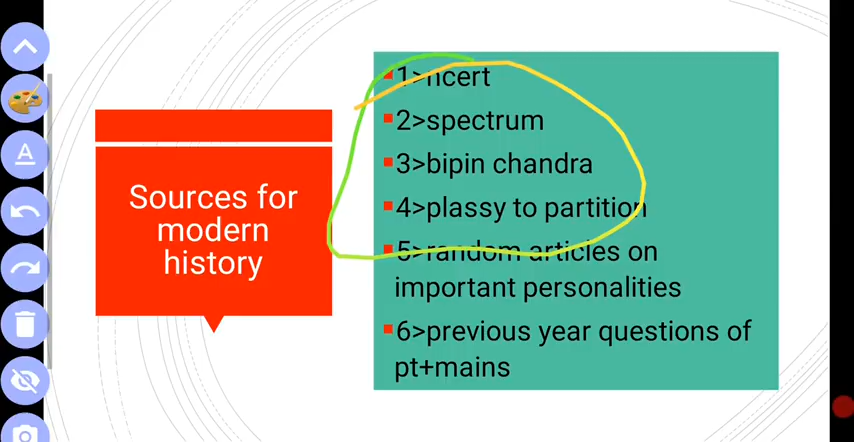 Sources for
modern
history
1>ncert
2>spectrum
3>bipin chandra
4>plassy to partition
5>random articles on
important personalities
6>previous year questions of
pt+mains
A